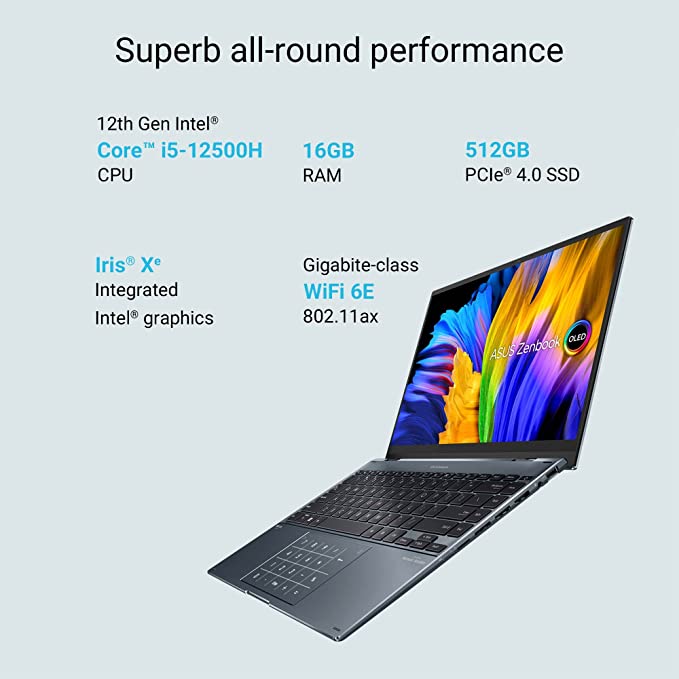 Superb all-round performance
12th Gen Intel®
Core™ i5-12500H
CPU
16GB
RAM
512GB
PCIe® 4.0 SSD
Iris® Xᵉ
Integrated
Intel® graphics
Gigabite-class
WiFi 6E
802.11ax
ASUS Zenbook
OLED